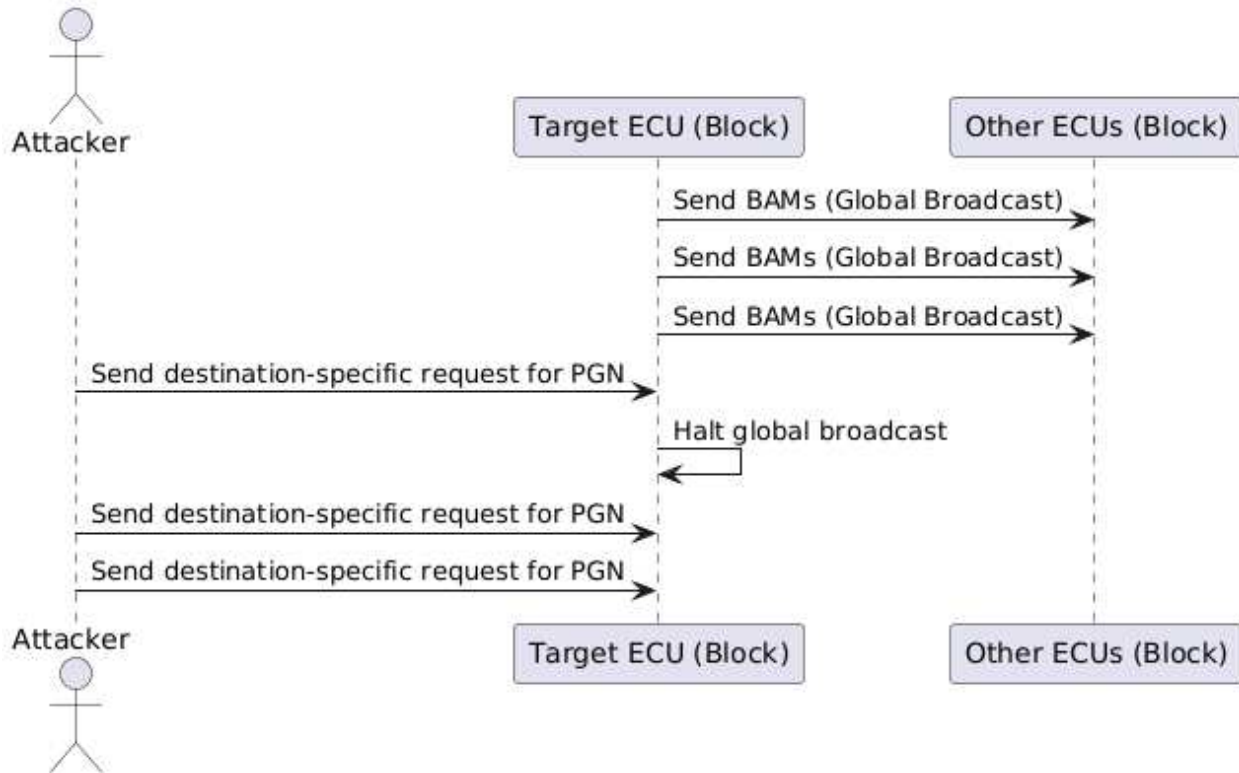 Attacker
Target ECU (Block)
Other ECUs (Block)
Send BAMs (Global Broadcast)
Send BAMs (Global Broadcast)
Send BAMs (Global Broadcast)
Send destination-specific request for PGN
Halt global broadcast
Send destination-specific request for PGN
Send destination-specific request for PGN
Attacker
Target ECU (Block)
Other ECUs (Block)